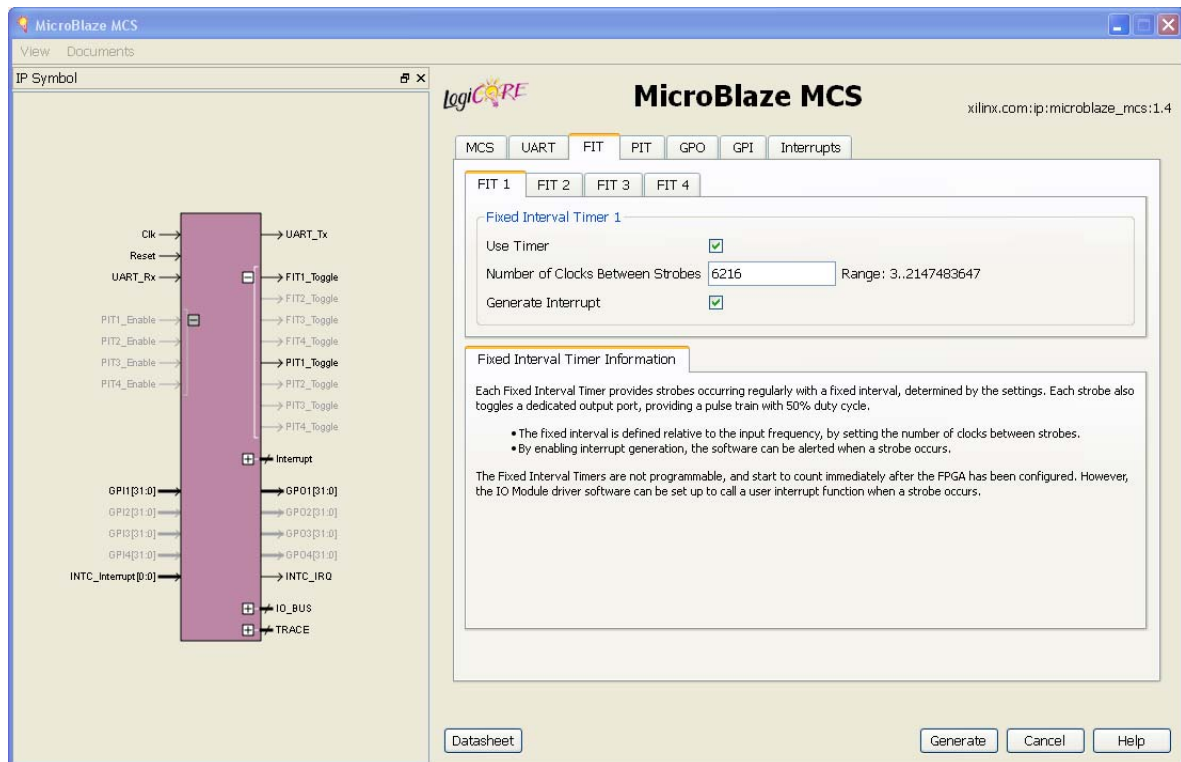 MicroBlaze MCS
View Documents
IP Symbol
Clk
Reset
UART_Rx
PIT1_Enable
PIT2_Enable
PIT3_Enable
PIT4_Enable
GPI1[31:0]
GPI2[31:0]
GPI3[31:0]
GPI4[31:0]
INTC_Interrupt[0:0]
UART_Tx
FIT1_Toggle
FIT2_Toggle
FIT3_Toggle
FIT4_Toggle
PIT1_Toggle
PIT2_Toggle
PIT3_Toggle
PIT4_Toggle
Interrupt
GPO1[31:0]
GPO2[31:0]
GPO3[31:0]
GPO4[31:0]
INTC_IRQ
IO_BUS
TRACE
LogiCORE
MicroBlaze MCS
xilinx.com:ip:microblaze_mcs:1.4
MCS UART FIT PIT GPO GPI Interrupts
FIT 1 FIT 2 FIT 3 FIT 4
Fixed Interval Timer 1
Use Timer
Number of Clocks Between Strobes 6216 Range: 3..2147483647
Generate Interrupt
Fixed Interval Timer Information
Each Fixed Interval Timer provides strobes occurring regularly with a fixed interval, determined by the settings. Each strobe also
toggles a dedicated output port, providing a pulse train with 50% duty cycle.
• The fixed interval is defined relative to the input frequency, by setting the number of clocks between strobes.
• By enabling interrupt generation, the software can be alerted when a strobe occurs.
The Fixed Interval Timers are not programmable, and start to count immediately after the FPGA has been configured. However,
the IO Module driver software can be set up to call a user interrupt function when a strobe occurs.
Datasheet Generate Cancel Help